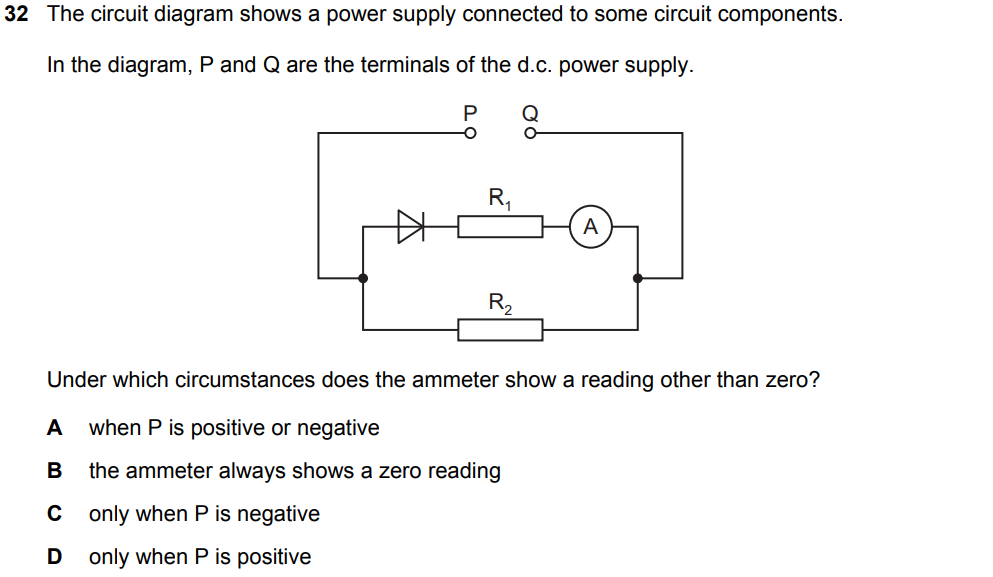 32 The circuit diagram shows a power supply connected to some circuit components.
In the diagram, P and Q are the terminals of the d.c. power supply.
P Q
R₁
A
R₂
Under which circumstances does the ammeter show a reading other than zero?
A when P is positive or negative
B the ammeter always shows a zero reading
C only when P is negative
D only when P is positive